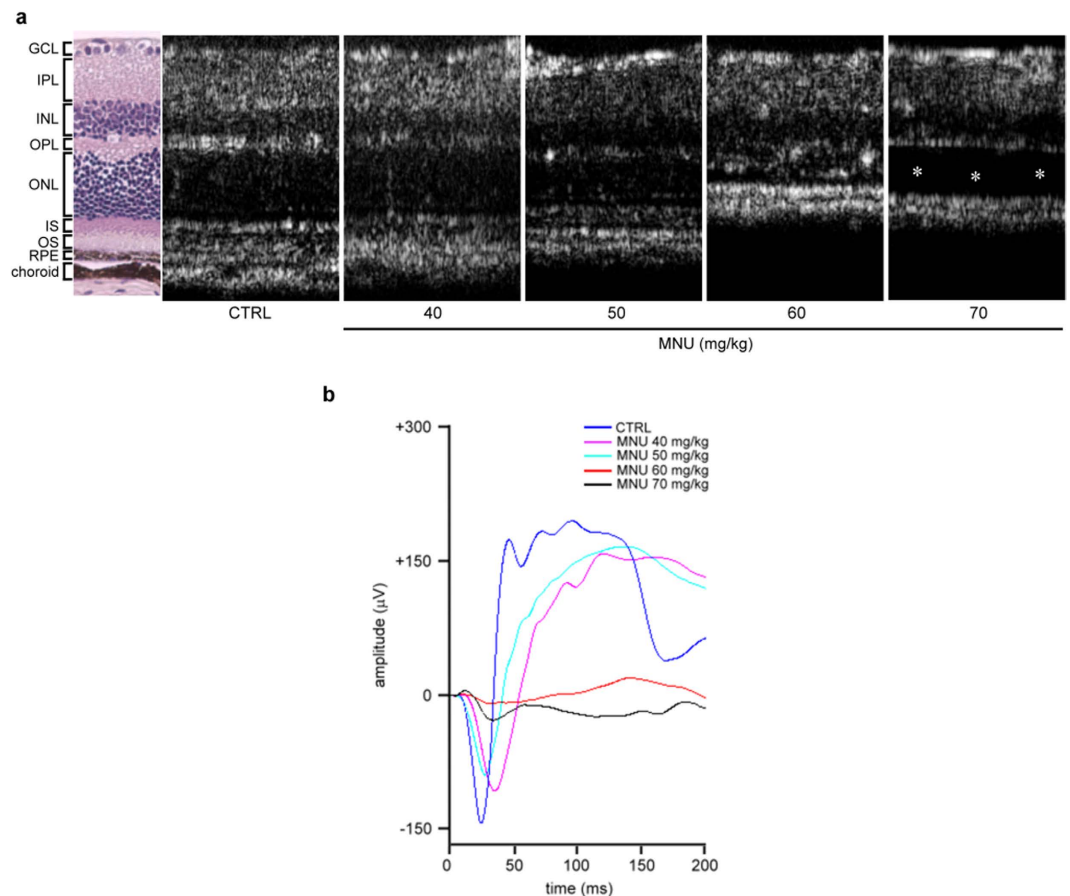 a
GCL
IPL
INL
OPL
ONL
IS
OS
RPE
choroid
* * *
CTRL 40 50 60 70
MNU (mg/kg)
b
+300
+150
0
-150
amplitude (µV)
CTRL
MNU 40 mg/kg
MNU 50 mg/kg
MNU 60 mg/kg
MNU 70 mg/kg
0 50 100 150 200
time (ms)